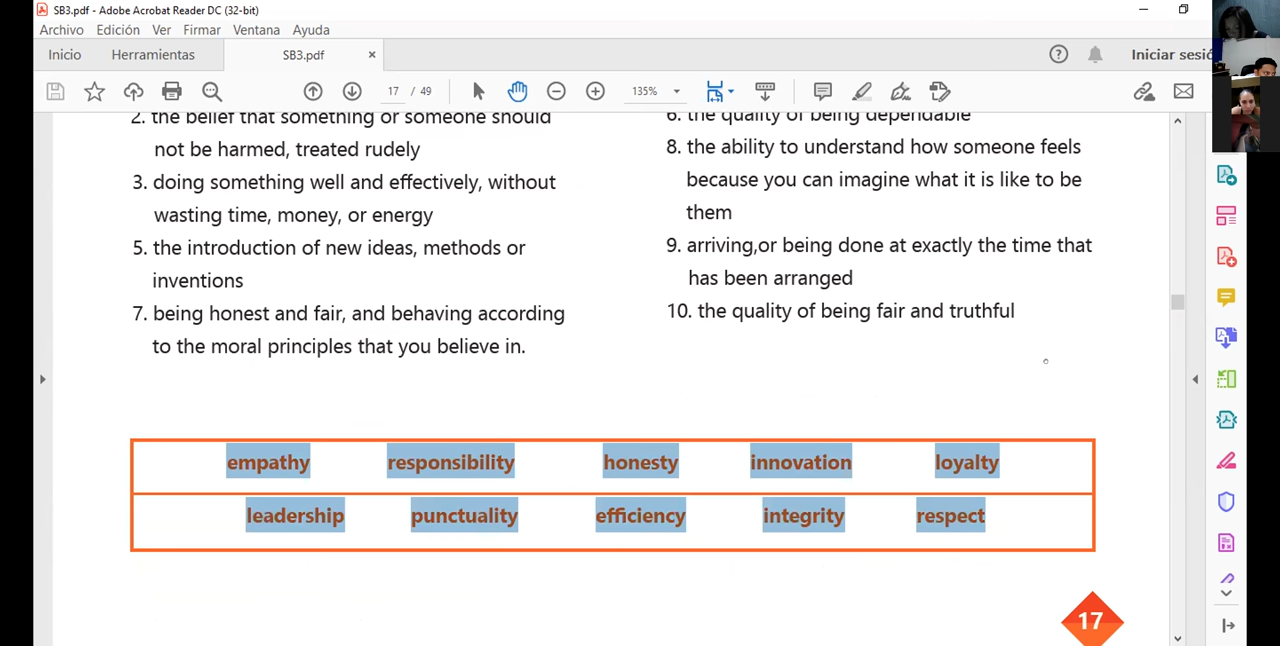 SB3.pdf - Adobe Acrobat Reader DC (32-bit)
Archivo Edición Ver Firmar Ventana Ayuda
Inicio Herramientas SB3.pdf × Iniciar sesió
17 / 49 135%
2. the belief that something or someone should
not be harmed, treated rudely
3. doing something well and effectively, without
wasting time, money, or energy
5. the introduction of new ideas, methods or
inventions
7. being honest and fair, and behaving according
to the moral principles that you believe in.
6. the quality of being dependable
8. the ability to understand how someone feels
because you can imagine what it is like to be
them
9. arriving,or being done at exactly the time that
has been arranged
10. the quality of being fair and truthful
empathy responsibility honesty innovation loyalty
leadership punctuality efficiency integrity respect
17